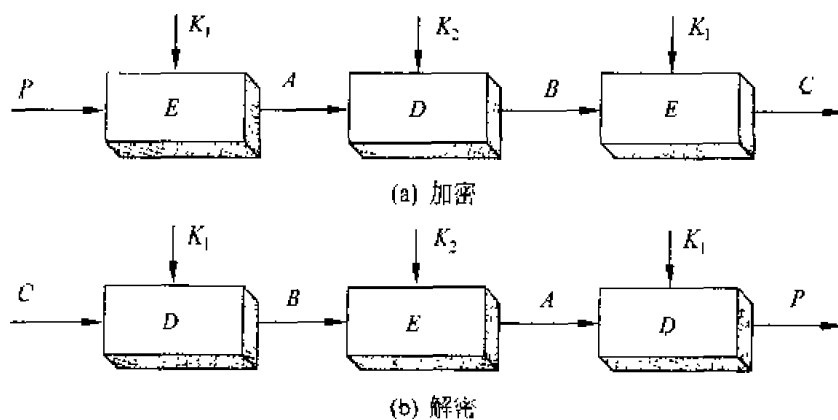 K₁ K₂ K₁
P E A D B E C
(a) 加密
K₁ K₂ K₁
C D B E A D P
(b) 解密